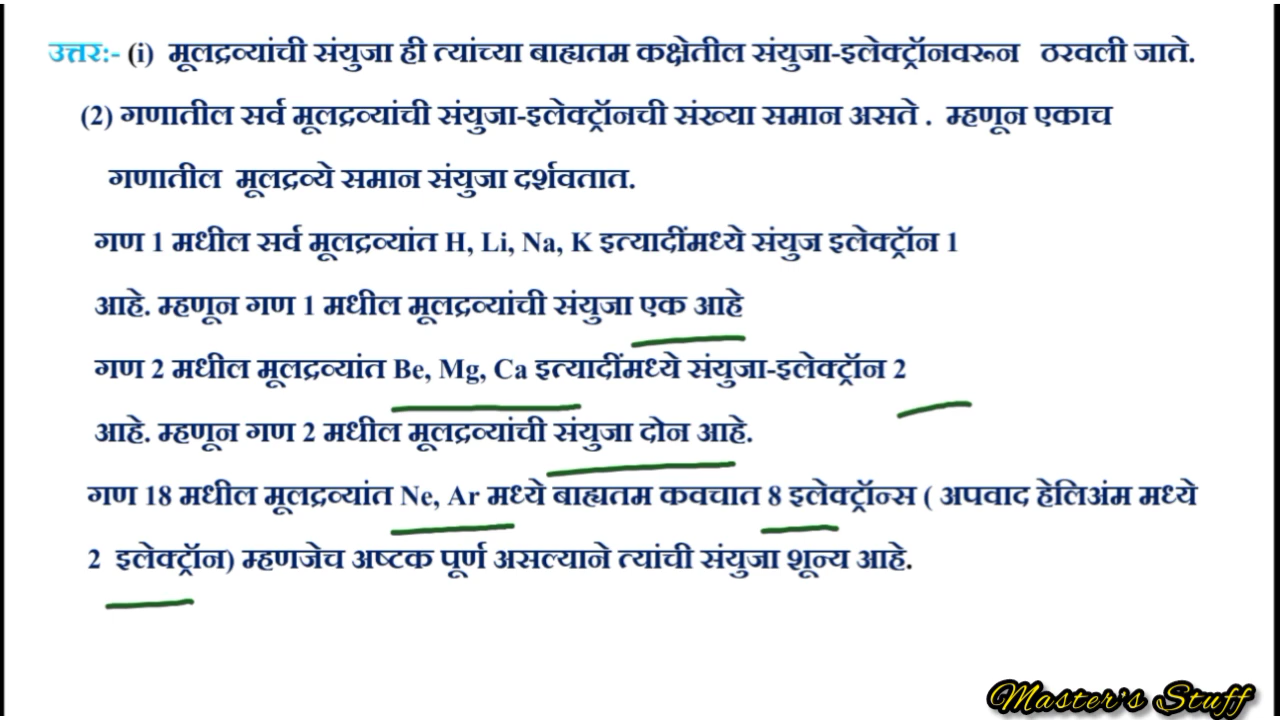 उत्तरः- (i) मूलद्रव्यांची संयुजा ही त्यांच्या बाह्यतम कक्षेतील संयुजा-इलेक्ट्रॉनवरून ठरवली जाते.
(2) गणातील सर्व मूलद्रव्यांची संयुजा-इलेक्ट्रॉनची संख्या समान असते . म्हणून एकाच
गणातील मूलद्रव्ये समान संयुजा दर्शवतात.
गण 1 मधील सर्व मूलद्रव्यांत H, Li, Na, K इत्यादींमध्ये संयुज इलेक्ट्रॉन 1
आहे. म्हणून गण 1 मधील मूलद्रव्यांची संयुजा एक आहे
गण 2 मधील मूलद्रव्यांत Be, Mg, Ca इत्यादींमध्ये संयुजा-इलेक्ट्रॉन 2
आहे. म्हणून गण 2 मधील मूलद्रव्यांची संयुजा दोन आहे.
गण 18 मधील मूलद्रव्यांत Ne, Ar मध्ये बाह्यतम कवचात 8 इलेक्ट्रॉन्स ( अपवाद हेलिअंम मध्ये
2 इलेक्ट्रॉन) म्हणजेच अष्टक पूर्ण असल्याने त्यांची संयुजा शून्य आहे.
Master's Stuff